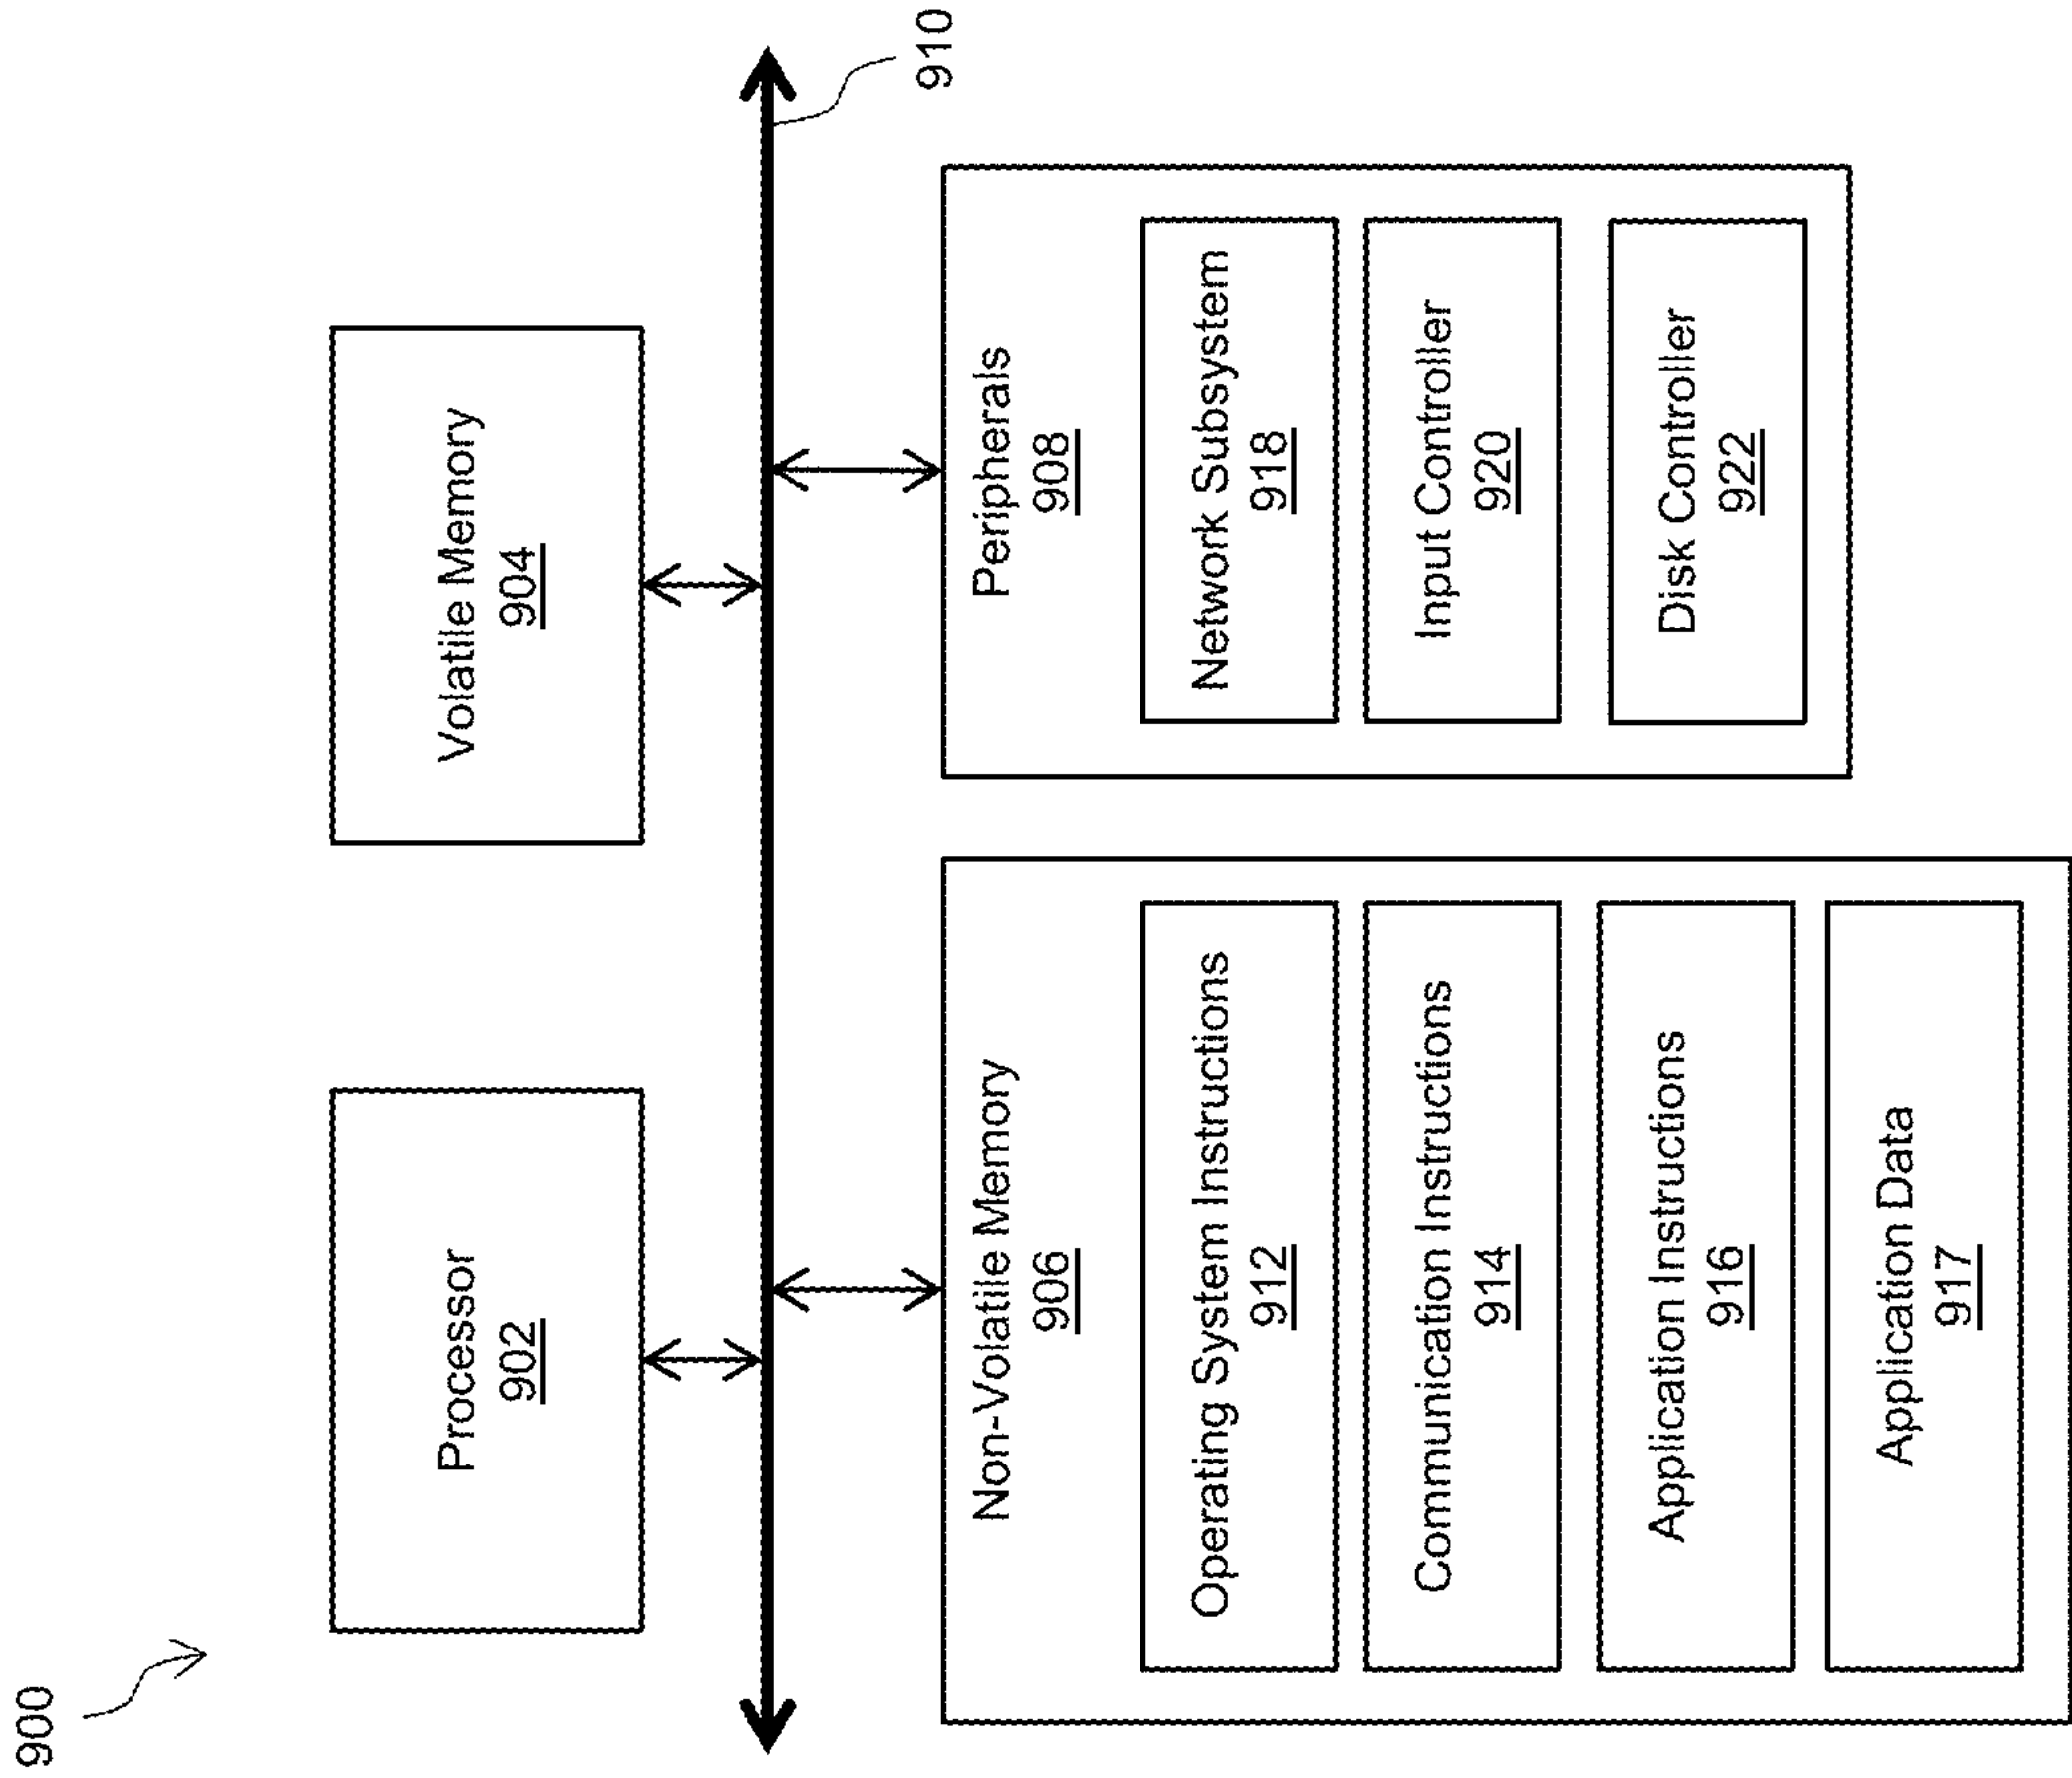 900
Processor
902
Volatile Memory
904
910
Non-Volatile Memory
906
Operating System Instructions
912
Communication Instructions
914
Application Instructions
916
Application Data
917
Peripherals
908
Network Subsystem
918
Input Controller
920
Disk Controller
922